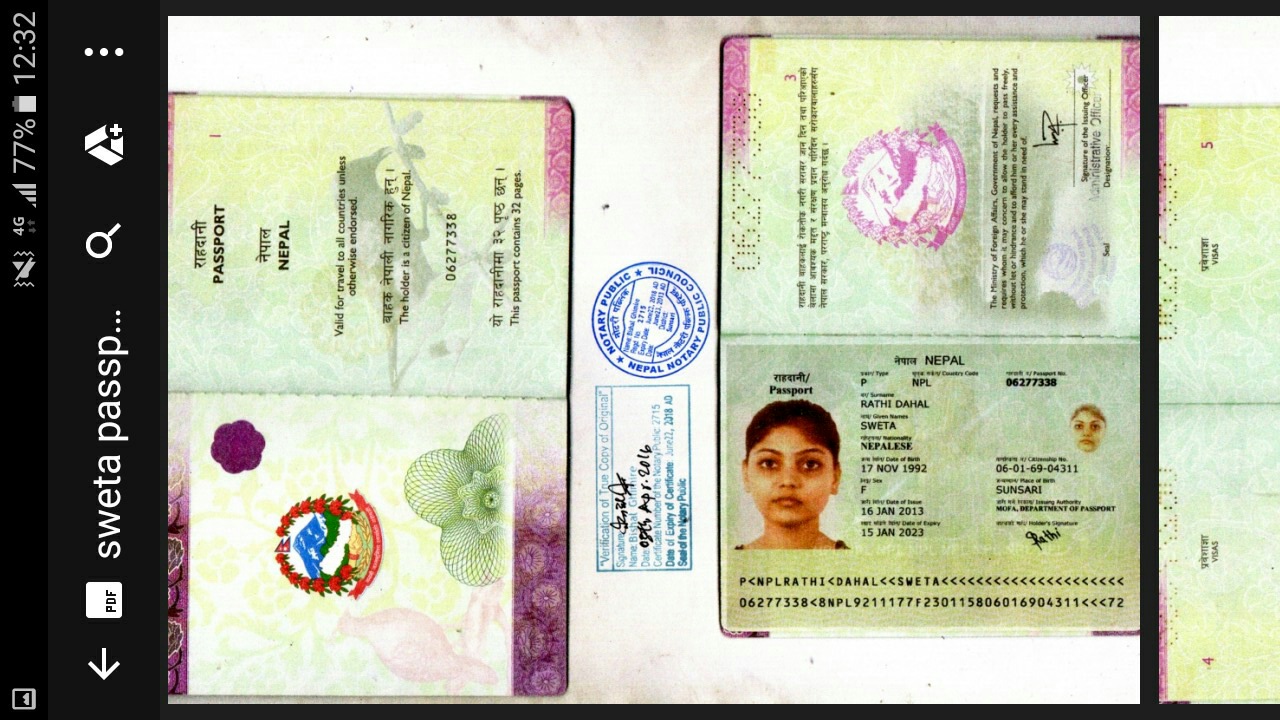 12:32
77%
4G
sweta passp...
PDF
1
राहदानी
PASSPORT
नेपाल
NEPAL
Valid for travel to all countries unless
otherwise endorsed.
वाहक नेपाली नागरिक हुन् ।
The holder is a citizen of Nepal.
06277338
यो राहदानीमा ३२ पृष्ठ छन् ।
This passport contains 32 pages.
NOTARY PUBLIC
NEPAL NOTARY PUBLIC COUNCIL
"Verification of True Copy of Original"
Signature
Name:
Date: 08th Apr. 2016
Certificate Number of the Notary Public: 2715
Date of Expiry of Certificate: June22, 2018 AD
Seal of the Notary Public
3
The Ministry of Foreign Affairs, Government of Nepal, requests and
requires whom it may concern to allow the holder to pass freely,
without let or hindrance and to afford him or her every assistance and
protection, which he or she may stand in need of.
Signature of the Issuing Officer
Administrative Officer
Designation:
Seal
नेपाल NEPAL
राहदानी/
Passport
Type
Country Code
Passport No.
P
NPL
06277338
Surname
RATHI DAHAL
Given Names
SWETA
Nationality
NEPALESE
Date of Birth
Citizenship No.
17 NOV 1992
06-01-69-04311
Sex
Place of Birth
F
SUNSARI
Date of Issue
Issuing Authority
16 JAN 2013
MOFA, DEPARTMENT OF PASSPORT
Date of Expiry
Holder's Signature
15 JAN 2023
Rathi
P<NPLRATHI<DAHAL<<SWETA<<<<<<<<<<<<<<<<<<<<<
06277338<8NPL9211177F230115806016904311<<<72
5
प्रवेशाज्ञा
VISAS
प्रवेशाज्ञा
VISAS
4